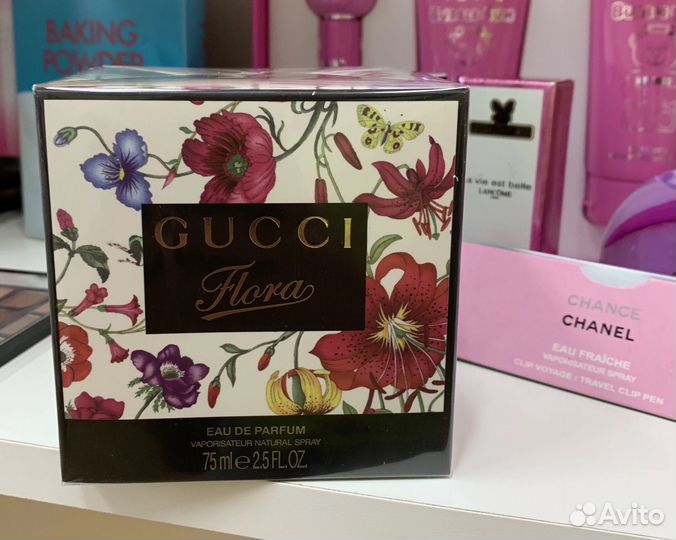 BAKING
POWDER
GUCCI
Flora
EAU DE PARFUM
VAPORISATEUR NATURAL SPRAY
75 ml e 2.5 FL.OZ.
la vie est belle
LANCÔME
CHANCE
CHANEL
EAU FRAÎCHE
VAPORISATEUR SPRAY
CLIP VOYAGE / TRAVEL CLIP PEN
Avito